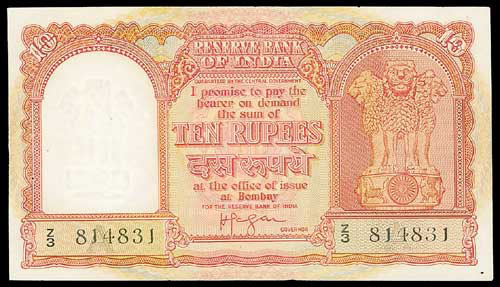 RESERVE BANK
OF INDIA
GUARANTEED BY THE CENTRAL GOVERNMENT
I promise to pay the
bearer on demand
the sum of
TEN RUPEES
दस रूपये
at the office of issue
at Bombay
FOR THE RESERVE BANK OF INDIA
GOVERNOR
Z/3 814831
Z/3 814831